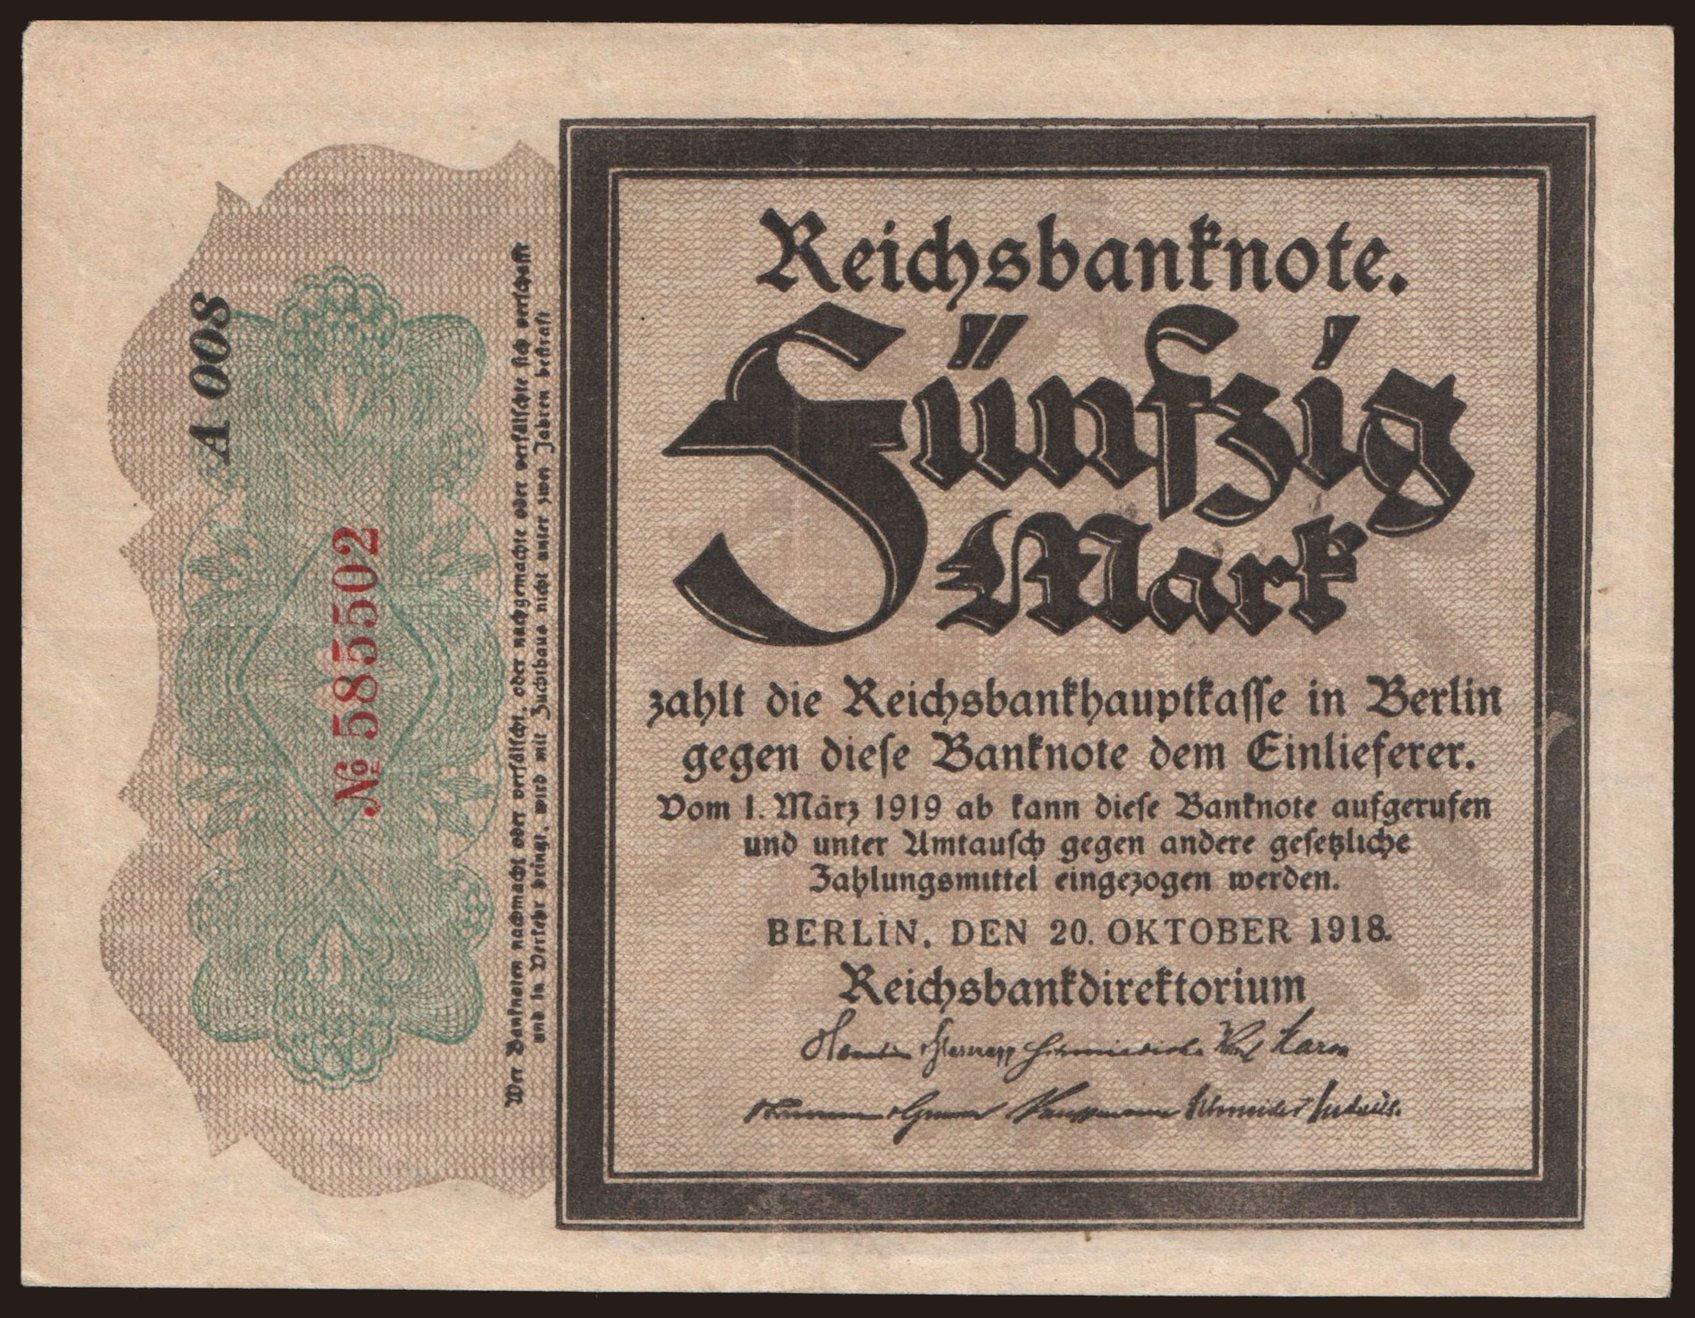 Reichsbanknote.
Fünfzig
Mark
zahlt die Reichsbankhauptkasse in Berlin
gegen diese Banknote dem Einlieferer.
Vom 1. März 1919 ab kann diese Banknote aufgerufen
und unter Umtausch gegen andere gesetzliche
Zahlungsmittel eingezogen werden.
BERLIN, DEN 20. OKTOBER 1918.
Reichsbankdirektorium
Schneider
A 008
№ 585502
Wer Banknoten nachmacht oder verfälscht, oder nachgemachte oder verfälschte sich verschafft
und in Verkehr bringt, wird mit Zuchthaus nicht unter zwei Jahren bestraft